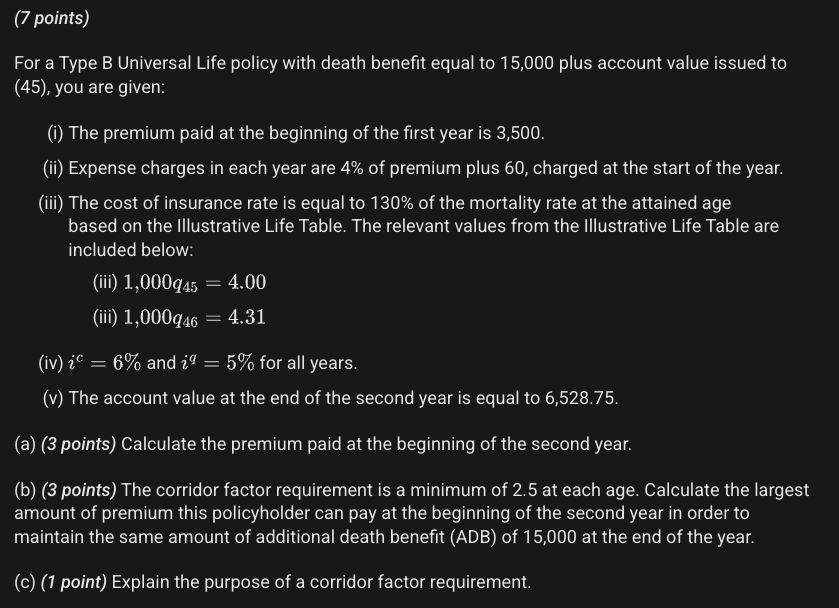 (7 points)
For a Type B Universal Life policy with death benefit equal to 15,000 plus account value issued to
(45), you are given:
(i) The premium paid at the beginning of the first year is 3,500.
(ii) Expense charges in each year are 4% of premium plus 60, charged at the start of the year.
(iii) The cost of insurance rate is equal to 130% of the mortality rate at the attained age
based on the Illustrative Life Table. The relevant values from the Illustrative Life Table are
included below:
(iii) 1,000q₄₅ = 4.00
(iii) 1,000q₄₆ = 4.31
(iv) iᶜ = 6% and i^q = 5% for all years.
(v) The account value at the end of the second year is equal to 6,528.75.
(a) (3 points) Calculate the premium paid at the beginning of the second year.
(b) (3 points) The corridor factor requirement is a minimum of 2.5 at each age. Calculate the largest
amount of premium this policyholder can pay at the beginning of the second year in order to
maintain the same amount of additional death benefit (ADB) of 15,000 at the end of the year.
(c) (1 point) Explain the purpose of a corridor factor requirement.